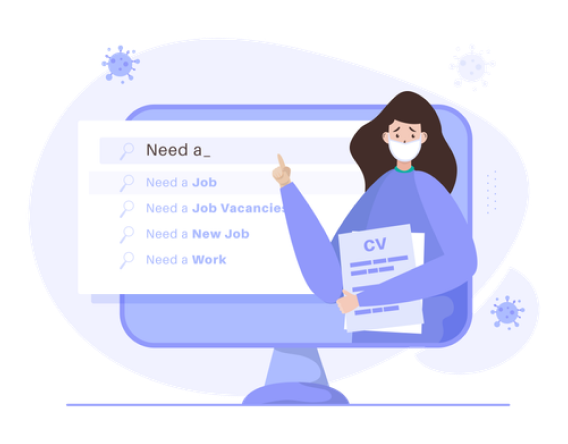 Need a_
Need a Job
Need a Job Vacancies
Need a New Job
Need a Work
CV